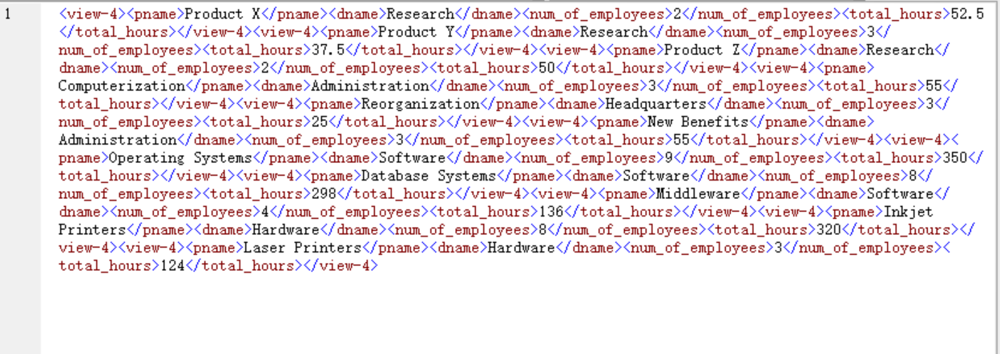 1 <view-4><pname>Product X</pname><dname>Research</dname><num_of_employees>2</num_of_employees><total_hours>52.5
</total_hours></view-4><view-4><pname>Product Y</pname><dname>Research</dname><num_of_employees>3</
num_of_employees><total_hours>37.5</total_hours></view-4><view-4><pname>Product Z</pname><dname>Research</
dname><num_of_employees>2</num_of_employees><total_hours>50</total_hours></view-4><view-4><pname>
Computerization</pname><dname>Administration</dname><num_of_employees>3</num_of_employees><total_hours>55</
total_hours></view-4><view-4><pname>Reorganization</pname><dname>Headquarters</dname><num_of_employees>3</
num_of_employees><total_hours>25</total_hours></view-4><view-4><pname>New Benefits</pname><dname>
Administration</dname><num_of_employees>3</num_of_employees><total_hours>55</total_hours></view-4><view-4><
pname>Operating Systems</pname><dname>Software</dname><num_of_employees>9</num_of_employees><total_hours>350</
total_hours></view-4><view-4><pname>Database Systems</pname><dname>Software</dname><num_of_employees>8</
num_of_employees><total_hours>298</total_hours></view-4><view-4><pname>Middleware</pname><dname>Software</
dname><num_of_employees>4</num_of_employees><total_hours>136</total_hours></view-4><view-4><pname>Inkjet
Printers</pname><dname>Hardware</dname><num_of_employees>8</num_of_employees><total_hours>320</total_hours></
view-4><view-4><pname>Laser Printers</pname><dname>Hardware</dname><num_of_employees>3</num_of_employees><
total_hours>124</total_hours></view-4>